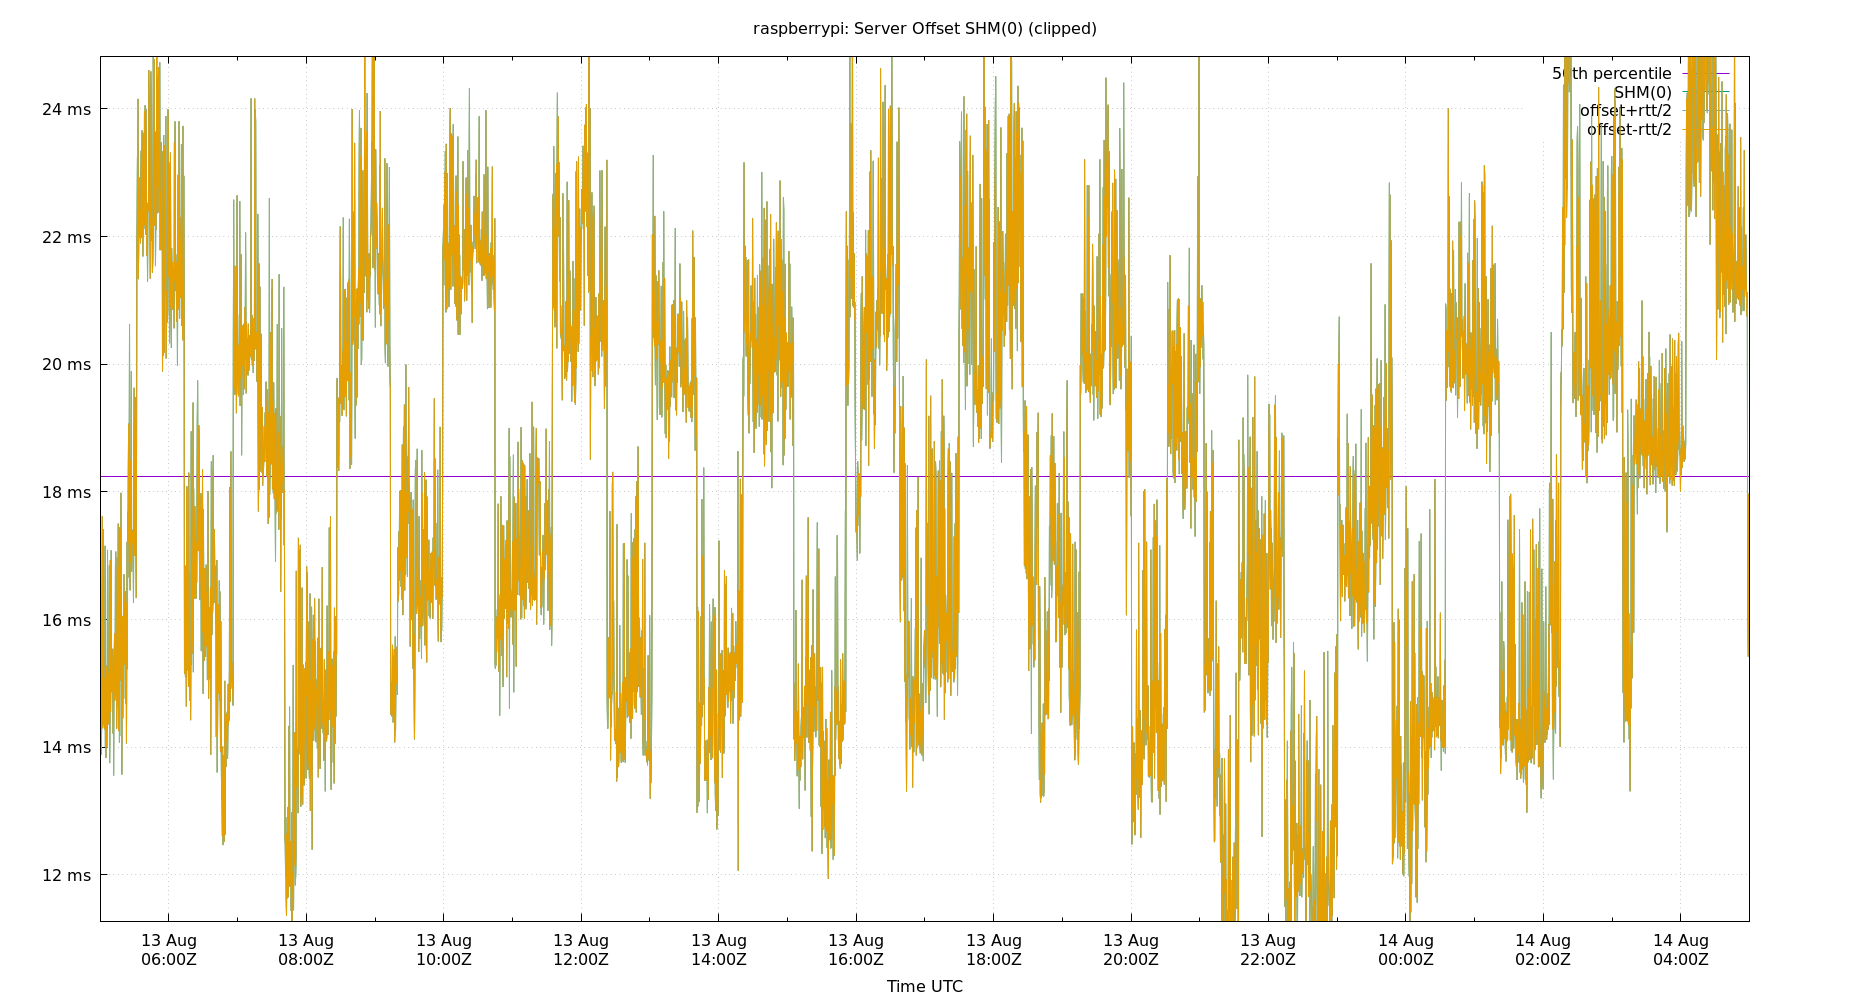 raspberrypi: Server Offset SHM(0) (clipped)
50th percentile
SHM(0)
offset+rtt/2
offset-rtt/2
24 ms
22 ms
20 ms
18 ms
16 ms
14 ms
12 ms
13 Aug 13 Aug 13 Aug 13 Aug 13 Aug 13 Aug 13 Aug 13 Aug 13 Aug 14 Aug 14 Aug 14 Aug
06:00Z 08:00Z 10:00Z 12:00Z 14:00Z 16:00Z 18:00Z 20:00Z 22:00Z 00:00Z 02:00Z 04:00Z
Time UTC